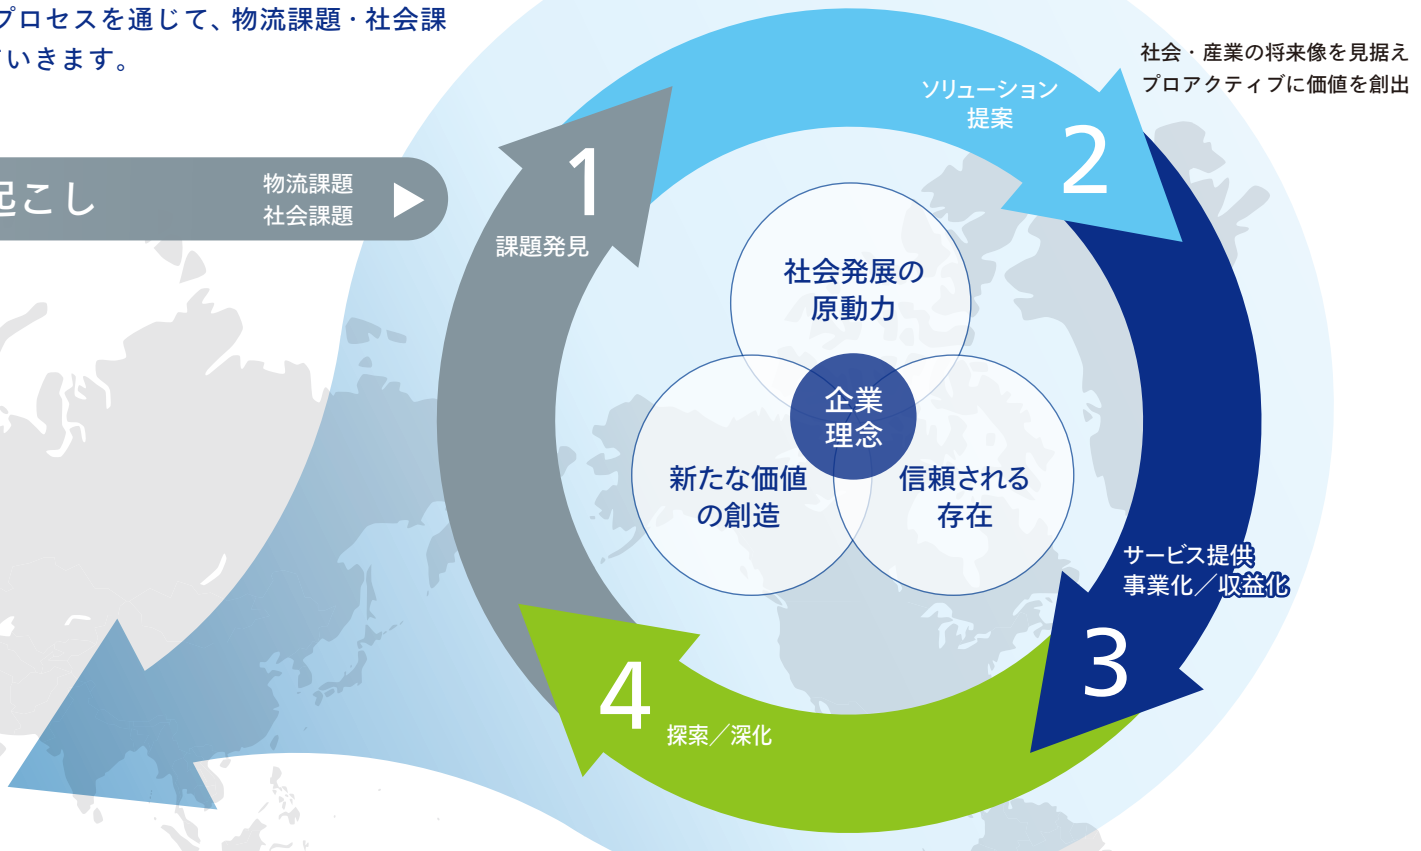 プロセスを通じて、物流課題・社会課
いきます。
社会・産業の将来像を見据え
プロアクティブに価値を創出
起こし
物流課題
社会課題
1
課題発見
ソリューション
提案
2
社会発展の
原動力
企業
理念
新たな価値
の創造
信頼される
存在
サービス提供
事業化／収益化
3
4
探索／深化